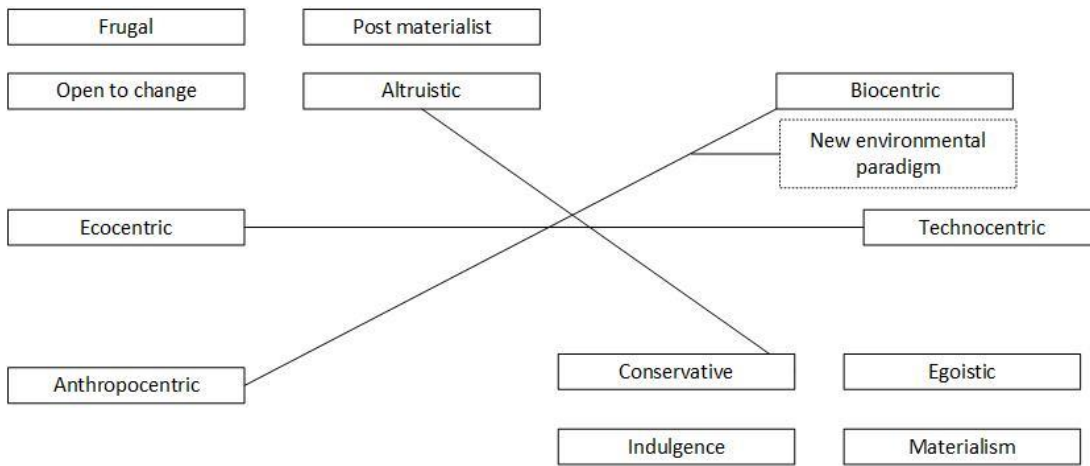 Frugal
Post materialist
Open to change
Altruistic
Biocentric
New environmental
paradigm
Ecocentric
Technocentric
Anthropocentric
Conservative
Egoistic
Indulgence
Materialism